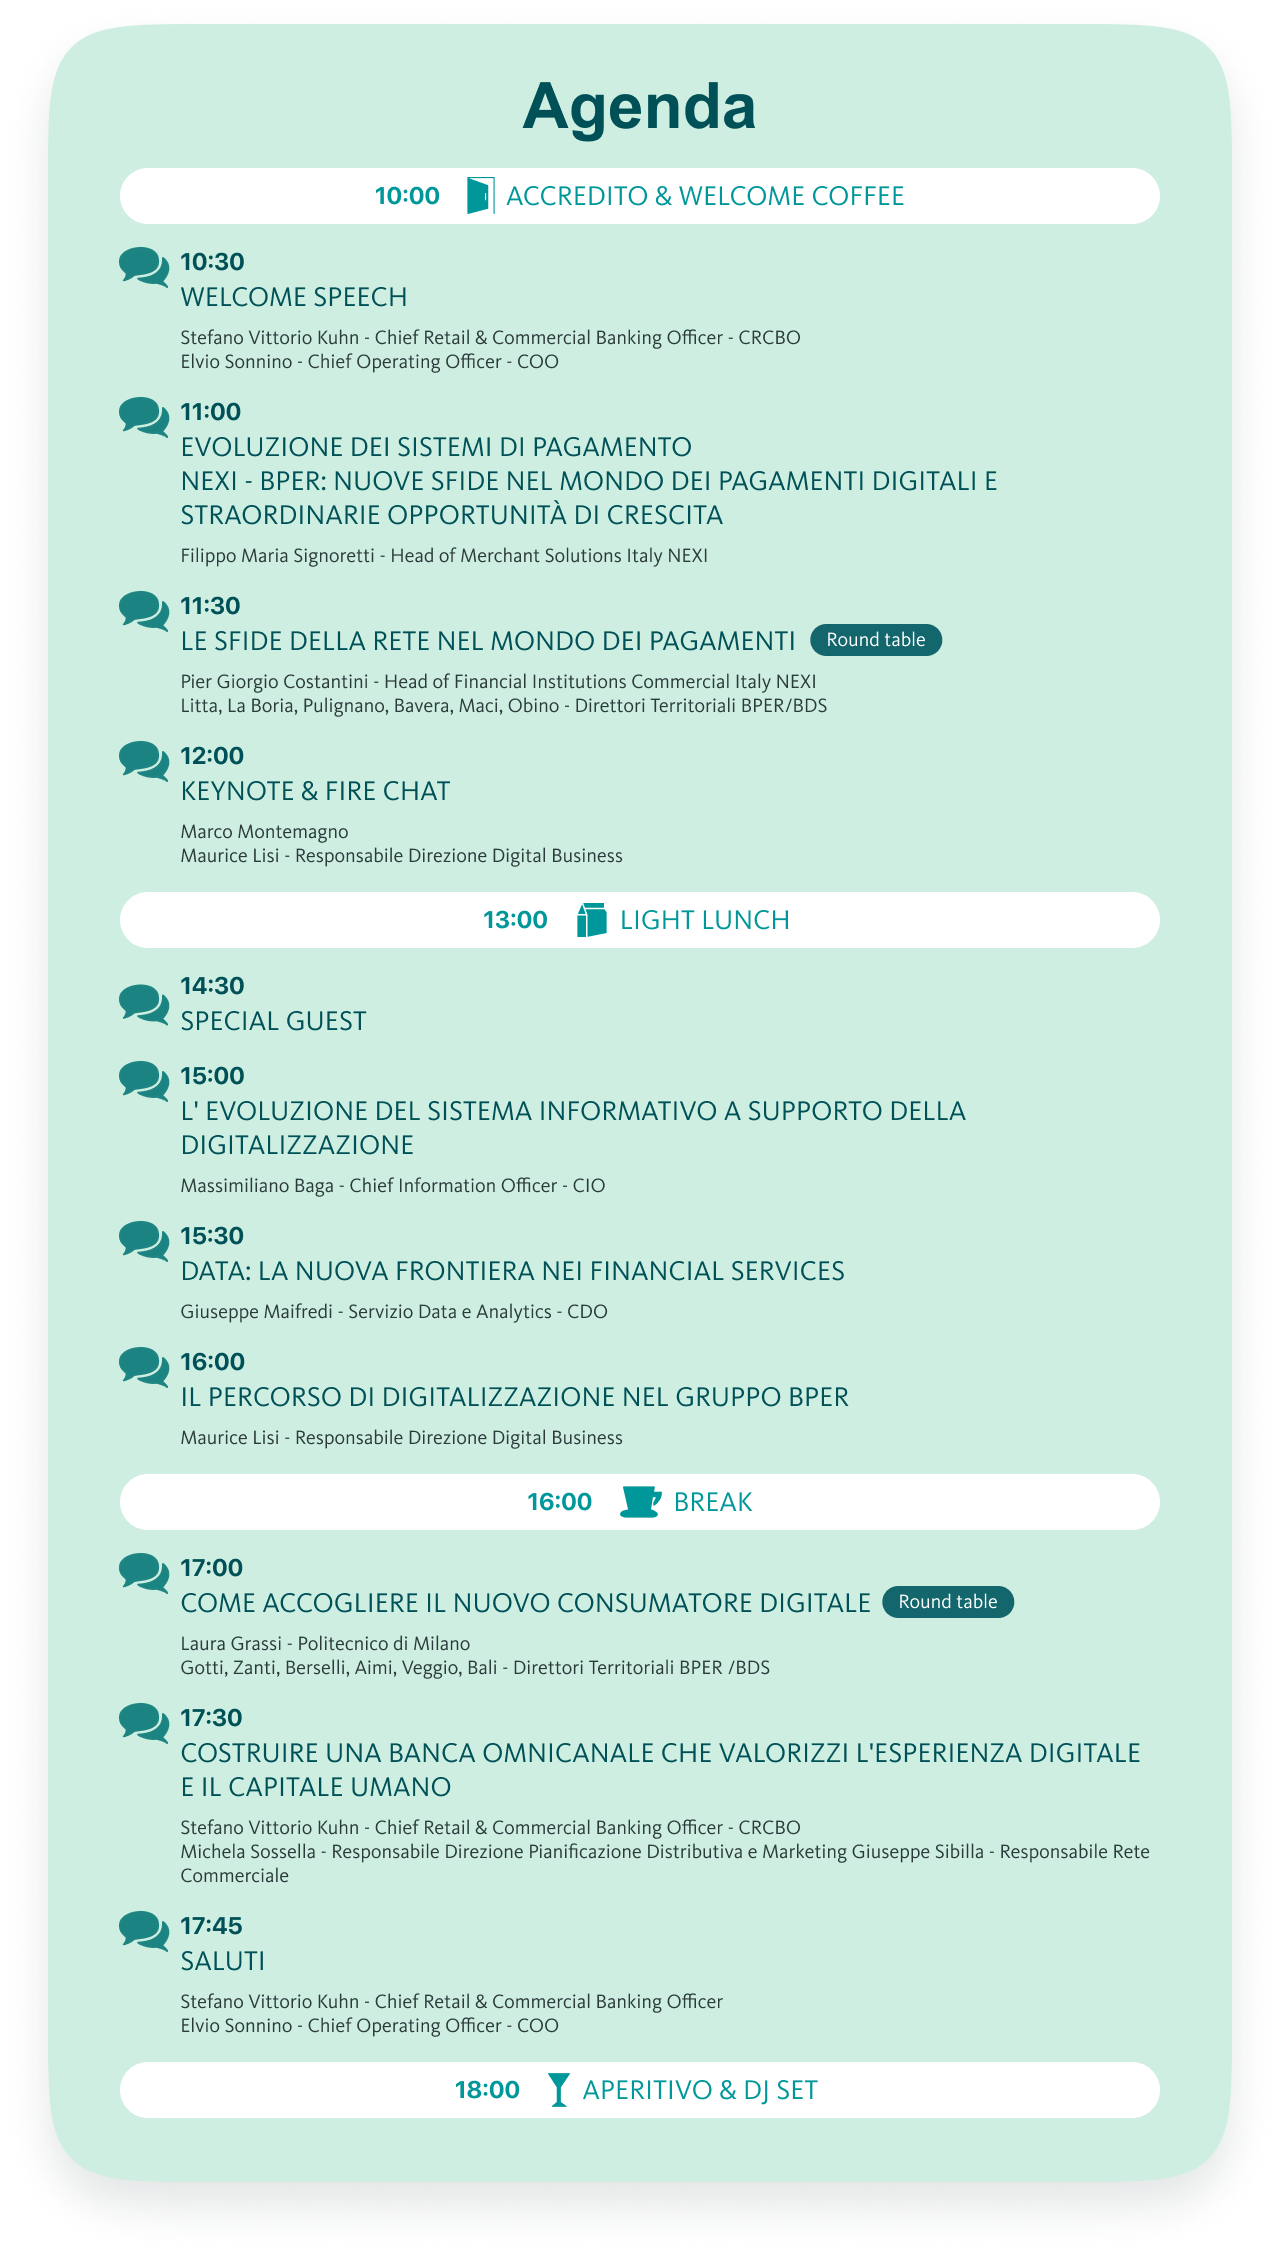 Agenda
10:00 ACCREDITO & WELCOME COFFEE
10:30
WELCOME SPEECH
Stefano Vittorio Kuhn - Chief Retail & Commercial Banking Officer - CRCBO
Elvio Sonnino - Chief Operating Officer - COO
11:00
EVOLUZIONE DEI SISTEMI DI PAGAMENTO
NEXI - BPER: NUOVE SFIDE NEL MONDO DEI PAGAMENTI DIGITALI E
STRAORDINARIE OPPORTUNITÀ DI CRESCITA
Filippo Maria Signoretti - Head of Merchant Solutions Italy NEXI
11:30
LE SFIDE DELLA RETE NEL MONDO DEI PAGAMENTI Round table
Pier Giorgio Costantini - Head of Financial Institutions Commercial Italy NEXI
Litta, La Boria, Pulignano, Bavera, Maci, Obino - Direttori Territoriali BPER/BDS
12:00
KEYNOTE & FIRE CHAT
Marco Montemagno
Maurice Lisi - Responsabile Direzione Digital Business
13:00 LIGHT LUNCH
14:30
SPECIAL GUEST
15:00
L' EVOLUZIONE DEL SISTEMA INFORMATIVO A SUPPORTO DELLA
DIGITALIZZAZIONE
Massimiliano Baga - Chief Information Officer - CIO
15:30
DATA: LA NUOVA FRONTIERA NEI FINANCIAL SERVICES
Giuseppe Maifredi - Servizio Data e Analytics - CDO
16:00
IL PERCORSO DI DIGITALIZZAZIONE NEL GRUPPO BPER
Maurice Lisi - Responsabile Direzione Digital Business
16:00 BREAK
17:00
COME ACCOGLIERE IL NUOVO CONSUMATORE DIGITALE Round table
Laura Grassi - Politecnico di Milano
Gotti, Zanti, Berselli, Aimi, Veggio, Bali - Direttori Territoriali BPER /BDS
17:30
COSTRUIRE UNA BANCA OMNICANALE CHE VALORIZZI L'ESPERIENZA DIGITALE
E IL CAPITALE UMANO
Stefano Vittorio Kuhn - Chief Retail & Commercial Banking Officer - CRCBO
Michela Sossella - Responsabile Direzione Pianificazione Distributiva e Marketing Giuseppe Sibilla - Responsabile Rete
Commerciale
17:45
SALUTI
Stefano Vittorio Kuhn - Chief Retail & Commercial Banking Officer
Elvio Sonnino - Chief Operating Officer - COO
18:00 APERITIVO & DJ SET